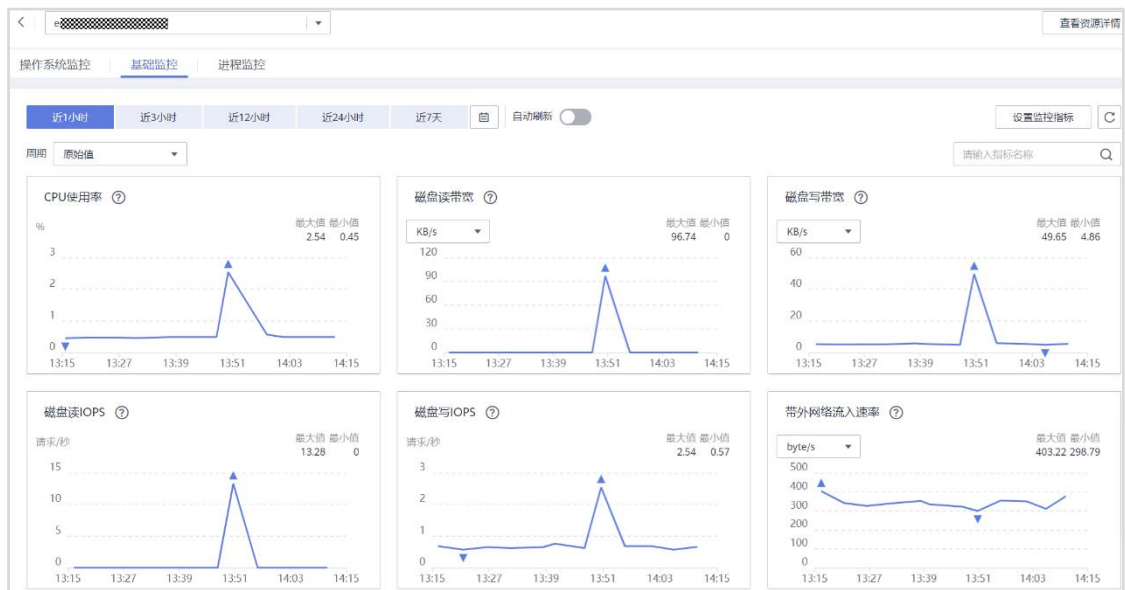 e
查看资源详情
操作系统监控 基础监控 进程监控
近1小时 近3小时 近12小时 近24小时 近7天 自动刷新 设置监控指标
周期 原始值 请输入指标名称
CPU使用率
%
最大值 最小值
2.54 0.45
3
2
1
0
13:15 13:27 13:39 13:51 14:03 14:15
磁盘读带宽
KB/s
最大值 最小值
96.74 0
120
90
60
30
0
13:15 13:27 13:39 13:51 14:03 14:15
磁盘写带宽
KB/s
最大值 最小值
49.65 4.86
60
40
20
0
13:15 13:27 13:39 13:51 14:03 14:15
磁盘读IOPS
请求/秒
最大值 最小值
13.28 0
15
10
5
0
13:15 13:27 13:39 13:51 14:03 14:15
磁盘写IOPS
请求/秒
最大值 最小值
2.54 0.57
3
2
1
0
13:15 13:27 13:39 13:51 14:03 14:15
带外网络流入速率
byte/s
最大值 最小值
403.22 298.79
500
400
300
200
100
0
13:15 13:27 13:39 13:51 14:03 14:15